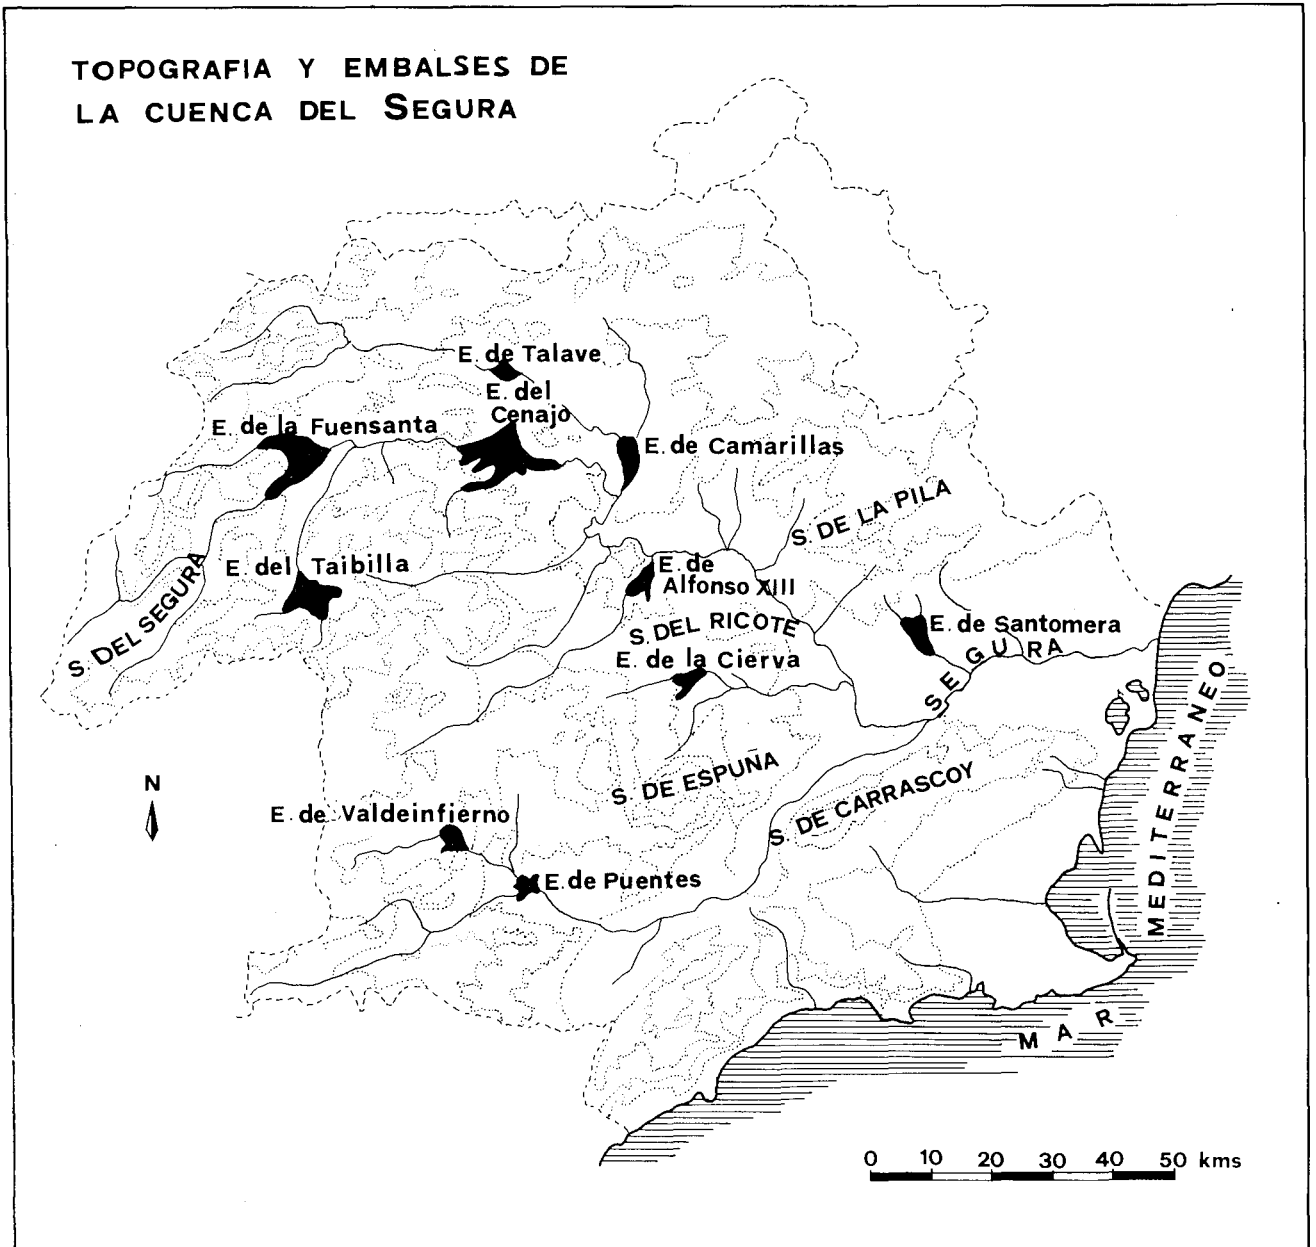 TOPOGRAFIA Y EMBALSES DE
LA CUENCA DEL SEGURA
E. de Talave
E. del
Cenajo
E. de la Fuensanta
E. de Camarillas
S. DE LA PILA
E. del Taibilla
E. de
Alfonso XIII
S. DEL SEGURA
S. DEL RICOTE
E. de Santomera
E. de la Cierva
SEGURA
S. DE ESPUÑA
S. DE CARRASCOY
MEDITERRANEO
N
E. de Valdeinfierno
E. de Puentes
MAR
0 10 20 30 40 50 kms